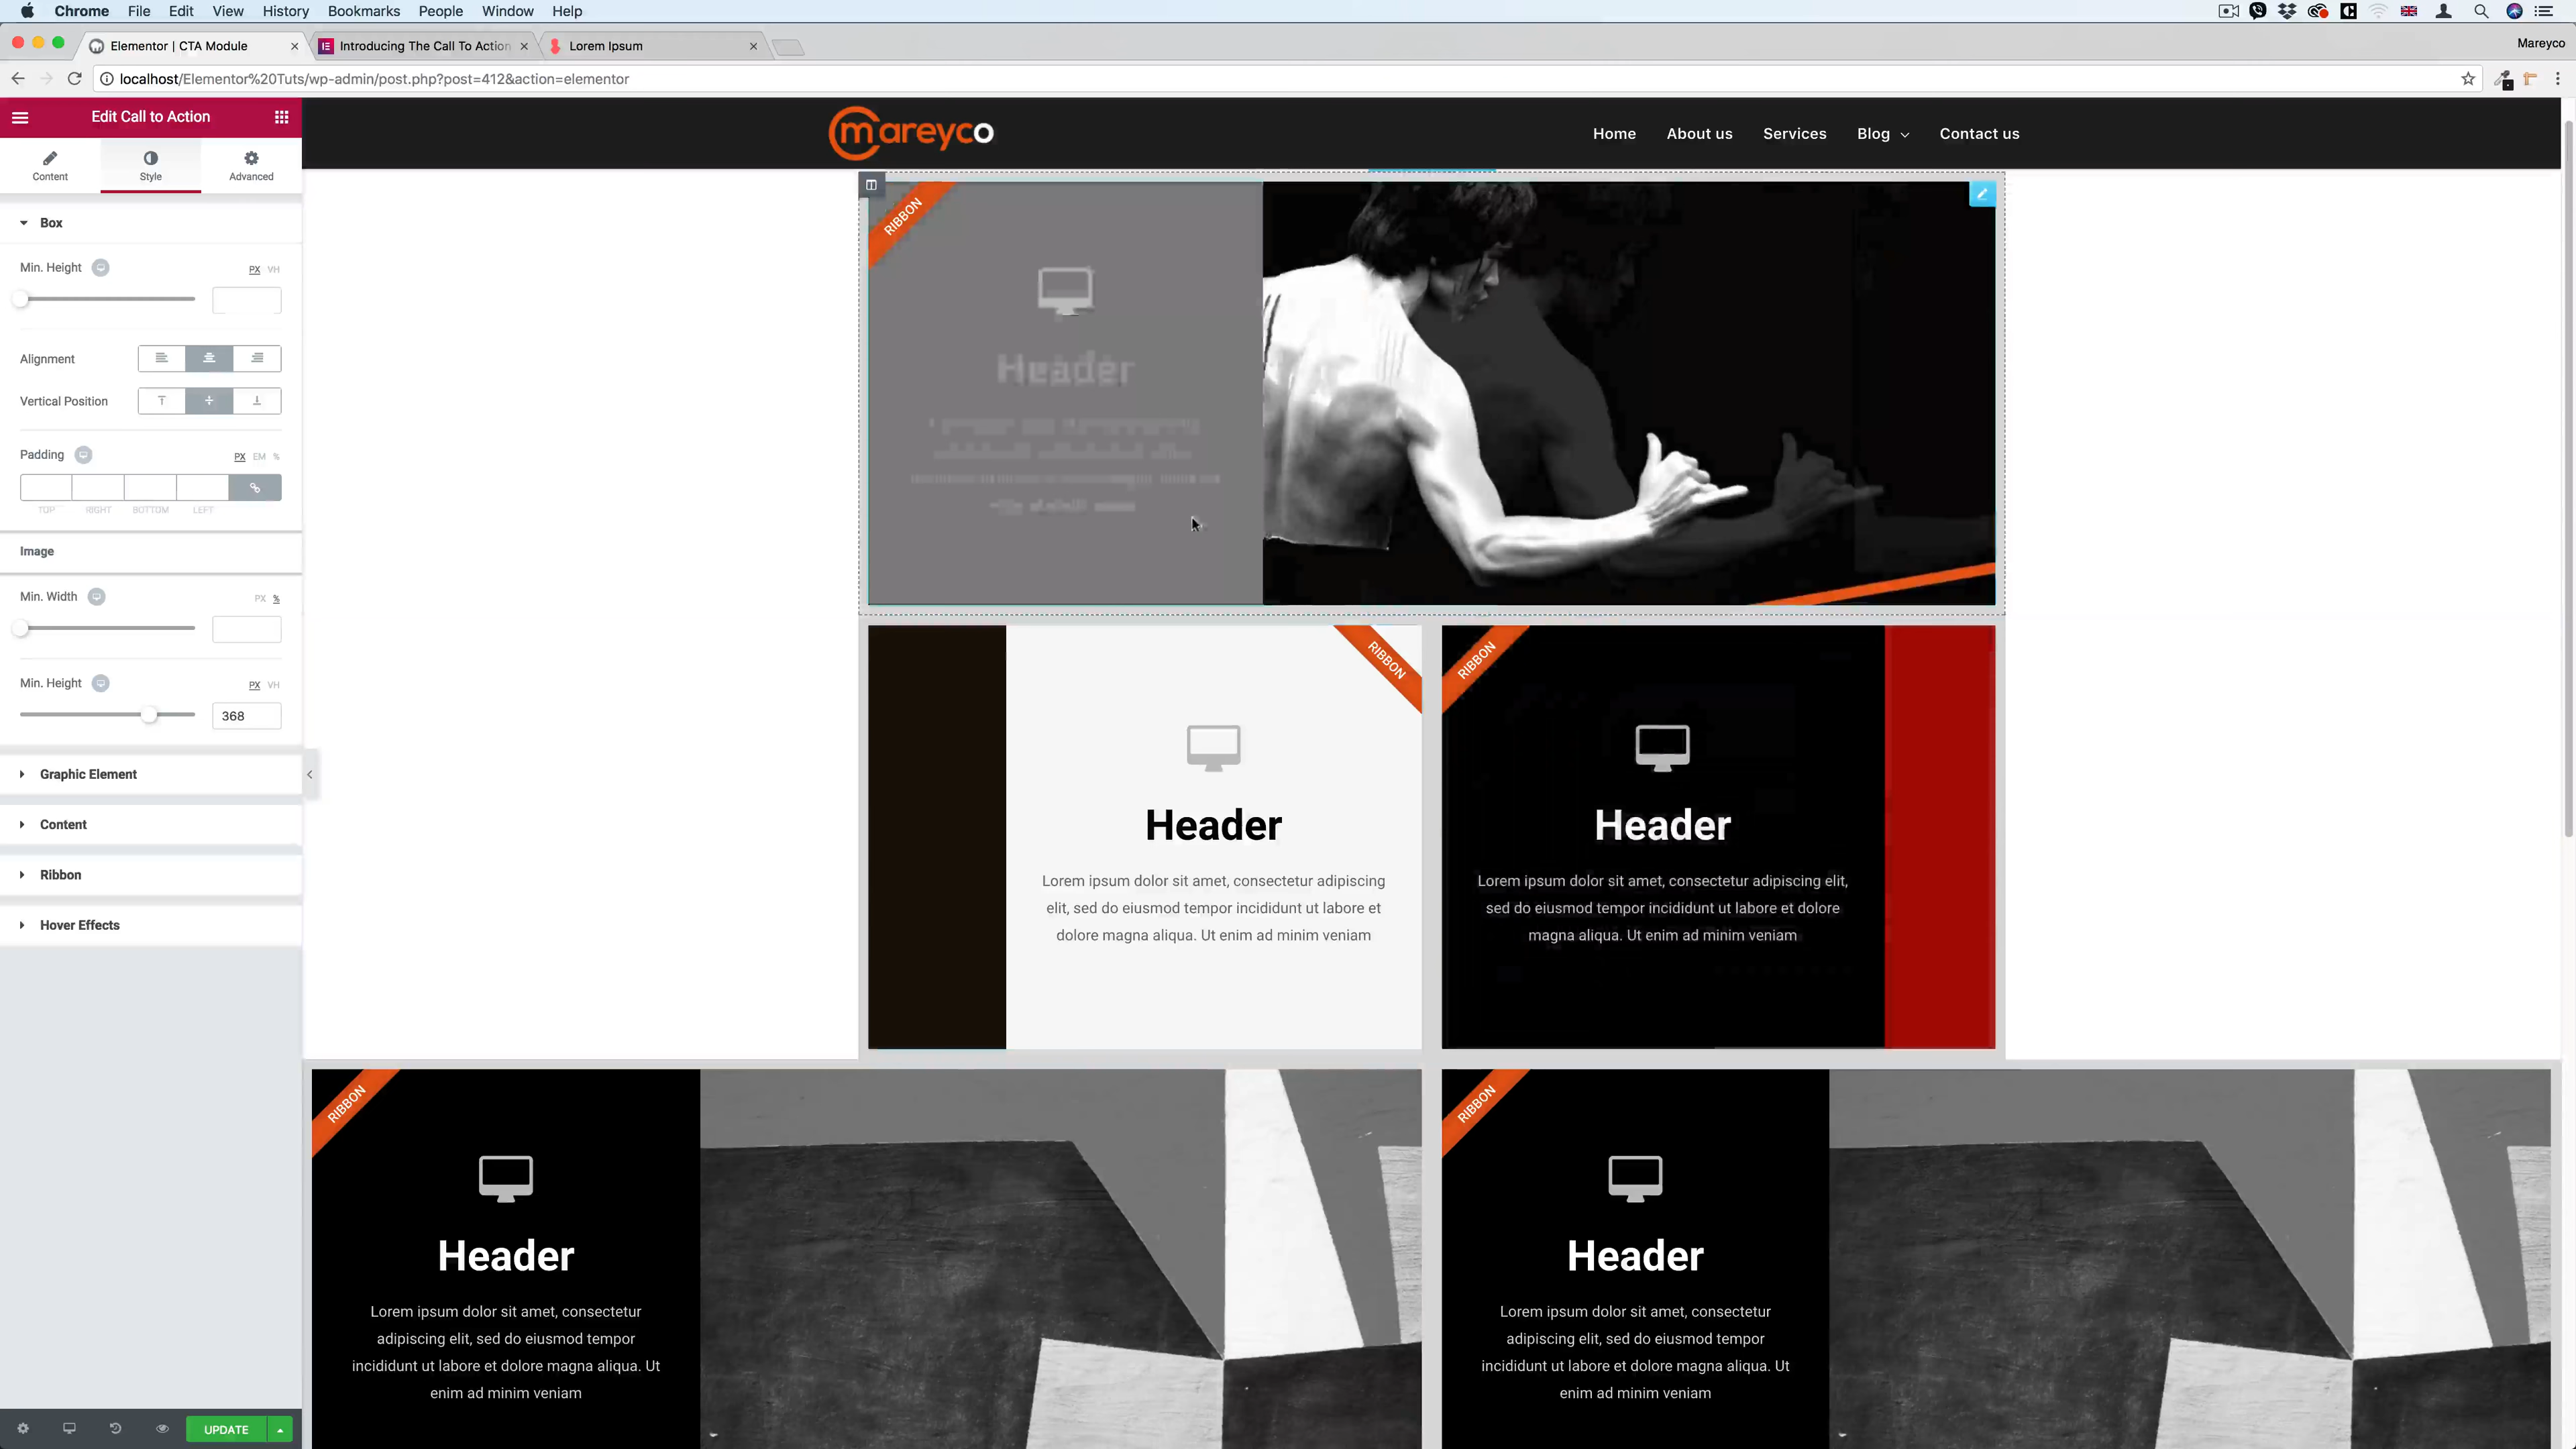 Chrome File Edit View History Bookmarks People Window Help
Elementor | CTA Module
Introducing The Call To Action
Lorem Ipsum
Mareyco
localhost/Elementor%20Tuts/wp-admin/post.php?post=412&action=elementor
Edit Call to Action
Content
Style
Advanced
Box
Min. Height
PX VH
Alignment
Vertical Position
Padding
PX EM %
TOP RIGHT BOTTOM LEFT
Image
Min. Width
PX %
Min. Height
PX VH
368
Graphic Element
Content
Ribbon
Hover Effects
UPDATE
mareyco
Home About us Services Blog Contact us
RIBBON
Header
RIBBON
Header
Lorem ipsum dolor sit amet, consectetur adipiscing
elit, sed do eiusmod tempor incididunt ut labore et
dolore magna aliqua. Ut enim ad minim veniam
RIBBON
Header
Lorem ipsum dolor sit amet, consectetur adipiscing elit,
sed do eiusmod tempor incididunt ut labore et dolore
magna aliqua. Ut enim ad minim veniam
RIBBON
Header
Lorem ipsum dolor sit amet, consectetur
adipiscing elit, sed do eiusmod tempor
incididunt ut labore et dolore magna aliqua. Ut
enim ad minim veniam
RIBBON
Header
Lorem ipsum dolor sit amet, consectetur
adipiscing elit, sed do eiusmod tempor
incididunt ut labore et dolore magna aliqua. Ut
enim ad minim veniam